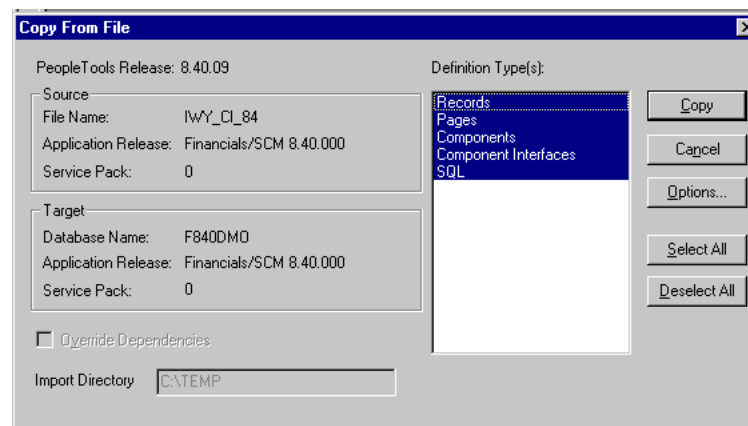 Copy From File
PeopleTools Release: 8.40.09
Source
File Name: IWY_CI_84
Application Release: Financials/SCM 8.40.000
Service Pack: 0
Target
Database Name: F840DMO
Application Release: Financials/SCM 8.40.000
Service Pack: 0
Override Dependencies
Import Directory C:\TEMP
Definition Type(s):
Records
Pages
Components
Component Interfaces
SQL
Copy
Cancel
Options...
Select All
Deselect All